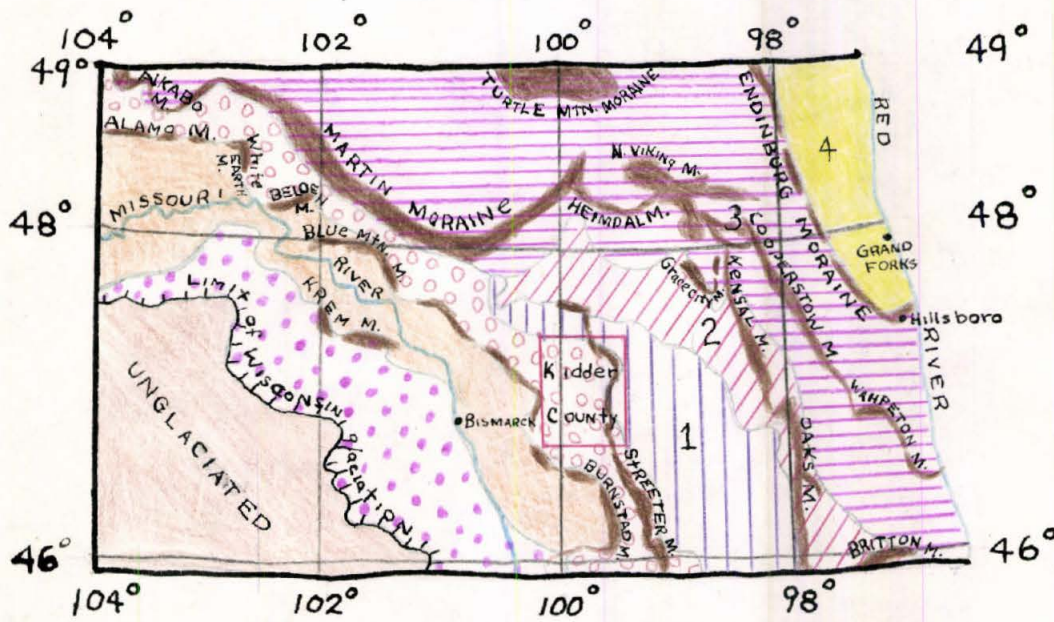 104° 102° 100° 98° 49°
49°
AKABO
M.
ALAMO M.
White
EARTH
M.
BELDEN
M.
MARTIN
MORAINE
TURTLE MTN. MORAINE
N. VIKING M.
HEIMDAL M.
ENDINBURG MORAINE
RED
RIVER
4
48°
48°
MISSOURI
RIVER
Blue MTN. M.
KREM M.
3
COOPERSTOW M
GRAND
FORKS
Hillsboro
Grace City M.
KENSAL M.
2
LIMIT of WISCONSIN glaciation
UNGLACIATED
Kidder
County
Bismarck
1
WAHPETON M.
OAKS M.
BURNSTAD M.
STREETER M.
BRITTON M.
46°
46°
104° 102° 100° 98°